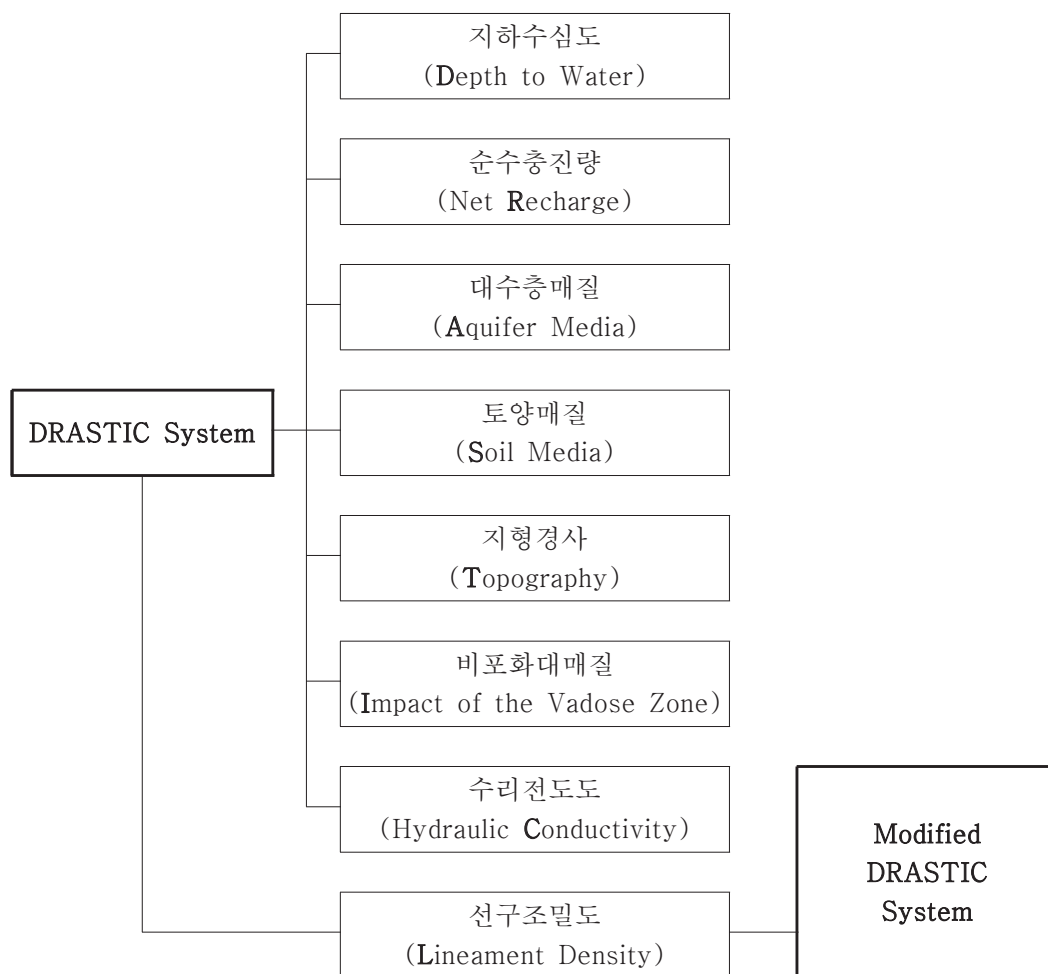 지하수심도
(Depth to Water)
순수충진량
(Net Recharge)
대수층매질
(Aquifer Media)
DRASTIC System
토양매질
(Soil Media)
지형경사
(Topography)
비포화대매질
(Impact of the Vadose Zone)
수리전도도
(Hydraulic Conductivity)
선구조밀도
(Lineament Density)
Modified
DRASTIC
System